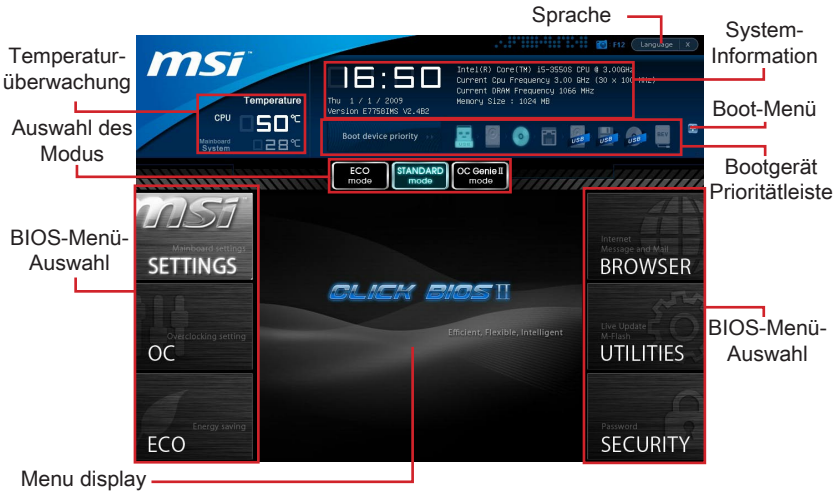 Sprache
System-
Information
Temperatur-
überwachung
Auswahl des
Modus
BIOS-Menü-
Auswahl
Menu display
Boot-Menü
Bootgerät
Prioritätleiste
BIOS-Menü-
Auswahl
msi
F12
Language X
16:50
Thu 1 / 1 / 2009
Version E7758IMS V2.4B2
Intel(R) Core(TM) i5-3550S CPU @ 3.00GHz
Current Cpu Frequency 3.00 GHz (30 x 100 MHz)
Current DRAM Frequency 1066 MHz
Memory Size : 1024 MB
Temperature
CPU 50℃
Mainboard
System 28℃
Boot device priority
USB USB USB
ECO
mode
STANDARD
mode
OC Genie II
mode
msi
Mainboard settings
SETTINGS
Overclocking setting
OC
Energy saving
ECO
CLICK BIOS II
Efficient, Flexible, Intelligent
Internet
Message and Mail
BROWSER
Live Update
M-Flash
UTILITIES
Password
SECURITY